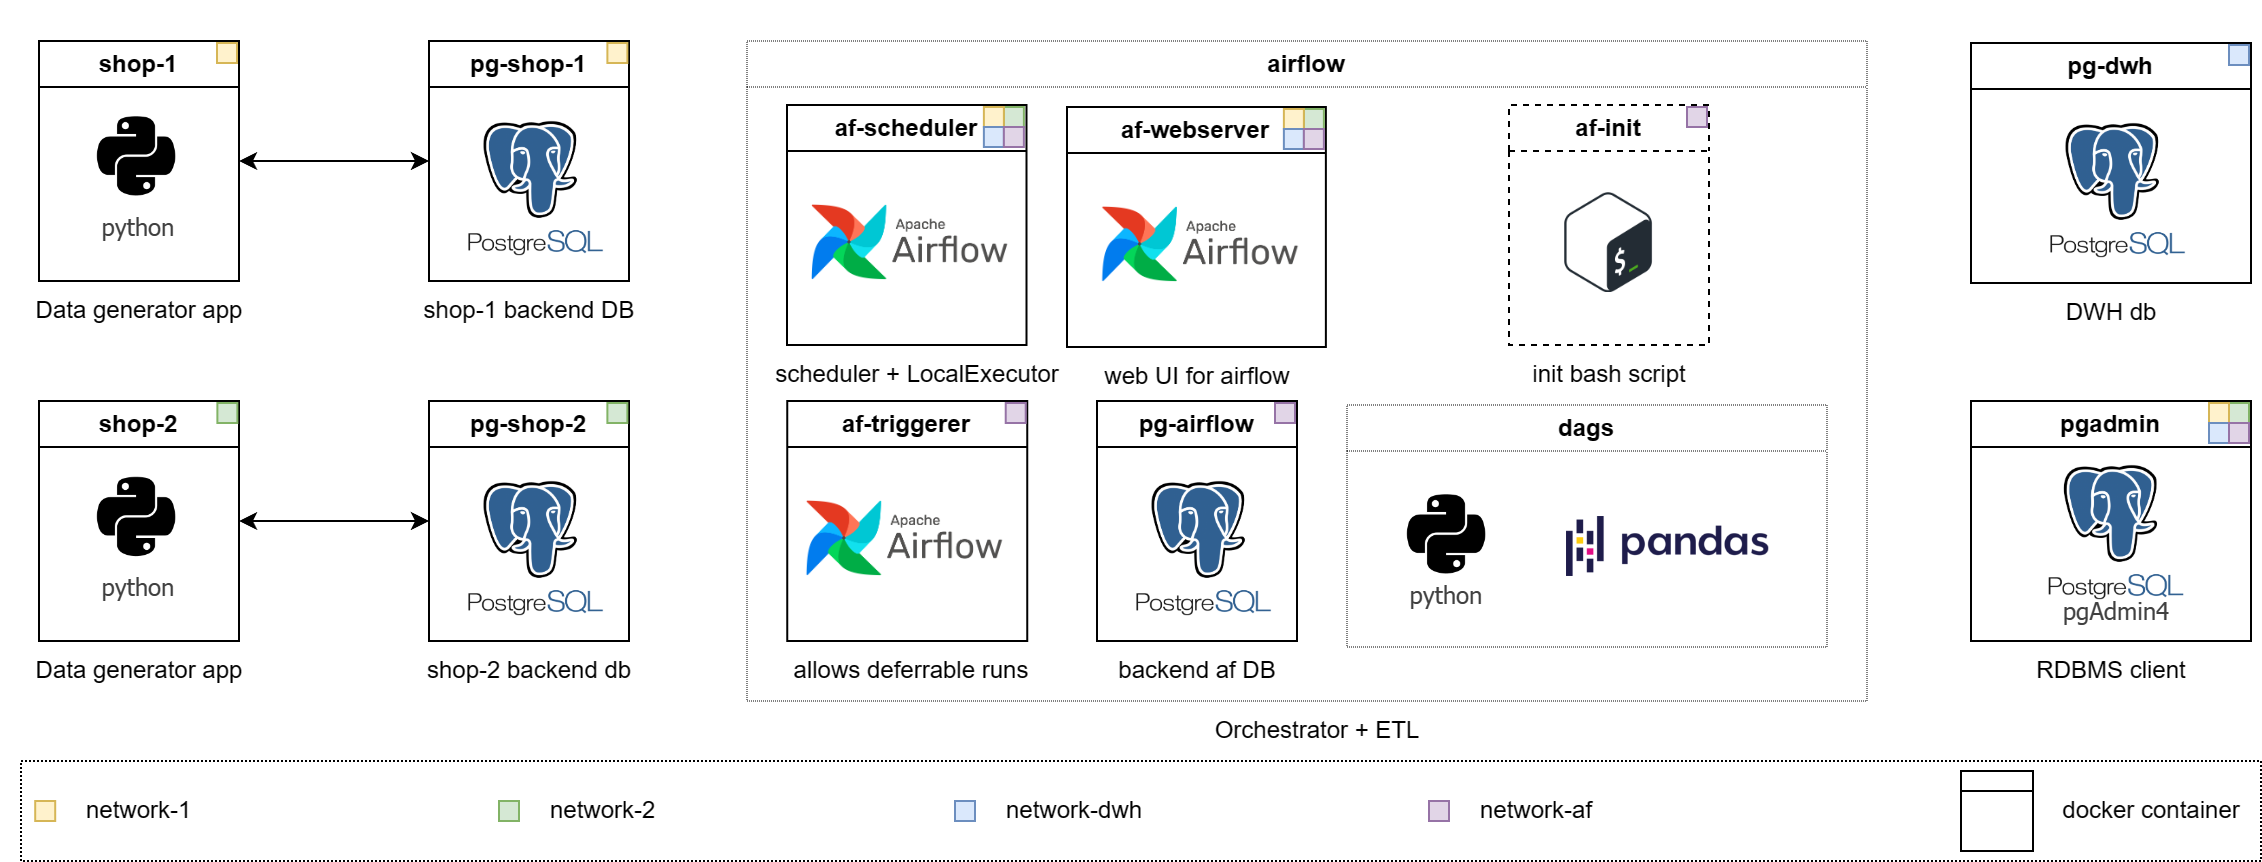 shop-1
python
Data generator app
pg-shop-1
PostgreSQL
shop-1 backend DB
shop-2
python
Data generator app
pg-shop-2
PostgreSQL
shop-2 backend db
airflow
af-scheduler
Apache
Airflow
scheduler + LocalExecutor
af-webserver
Apache
Airflow
web UI for airflow
af-init
$_
init bash script
af-triggerer
Apache
Airflow
allows deferrable runs
pg-airflow
PostgreSQL
backend af DB
dags
python
pandas
Orchestrator + ETL
pg-dwh
PostgreSQL
DWH db
pgadmin
PostgreSQL
pgAdmin4
RDBMS client
network-1
network-2
network-dwh
network-af
docker container